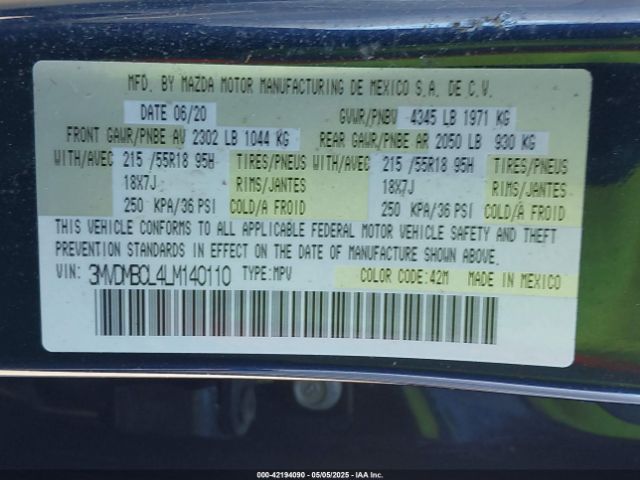 MFD. BY MAZDA MOTOR MANUFACTURING DE MEXICO S.A. DE C.V.
DATE 06/20 GVWR/PNBV 4345 LB 1971 KG
FRONT GAWR/PNBE AV 2302 LB 1044 KG REAR GAWR/PNBE AR 2050 LB 930 KG
WITH/AVEC 215 /55R18 95H TIRES/PNEUS WITH/AVEC 215 /55R18 95H TIRES/PNEUS
18X7J RIMS/JANTES 18X7J RIMS/JANTES
250 KPA/36 PSI COLD/A FROID 250 KPA/36 PSI COLD/A FROID
THIS VEHICLE CONFORMS TO ALL APPLICABLE FEDERAL MOTOR VEHICLE SAFETY AND THEFT
PREVENTION STANDARDS IN EFFECT ON THE DATE OF MANUFACTURE SHOWN ABOVE.
VIN: 3MVDMBCL4LM140110 TYPE:MPV COLOR CODE:42M MADE IN MEXICO
000-42194090 - 05/05/2025 - IAA Inc.